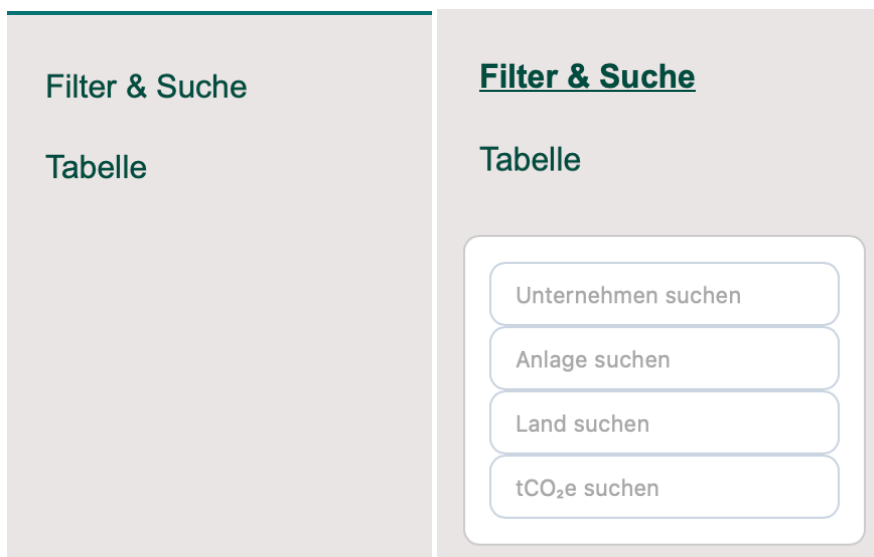 Filter & Suche
Tabelle
Filter & Suche
Tabelle
Unternehmen suchen
Anlage suchen
Land suchen
tCO₂e suchen